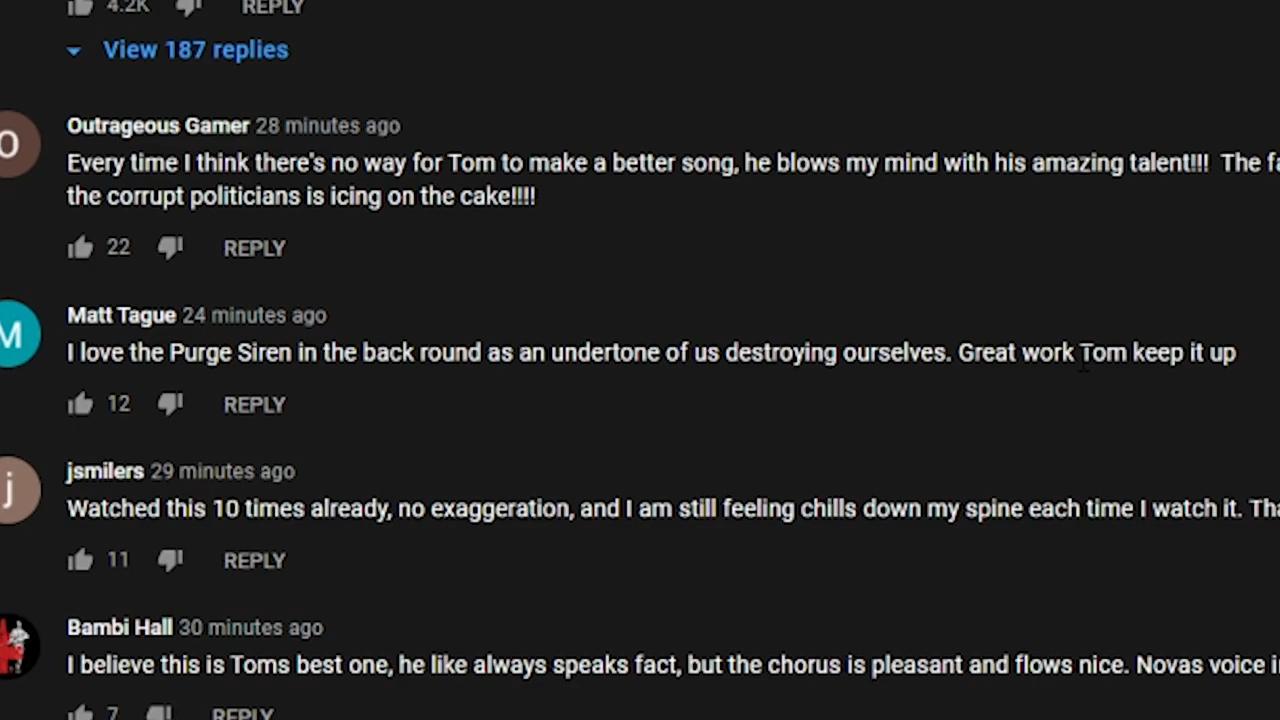 4.2K REPLY
View 187 replies
O
Outrageous Gamer 28 minutes ago
Every time I think there's no way for Tom to make a better song, he blows my mind with his amazing talent!!! The
the corrupt politicians is icing on the cake!!!!
22 REPLY
M
Matt Tague 24 minutes ago
I love the Purge Siren in the back round as an undertone of us destroying ourselves. Great work Tom keep it up
12 REPLY
j
jsmilers 29 minutes ago
Watched this 10 times already, no exaggeration, and I am still feeling chills down my spine each time I watch it.
11 REPLY
Bambi Hall 30 minutes ago
I believe this is Toms best one, he like always speaks fact, but the chorus is pleasant and flows nice. Novas voice
7 REPLY